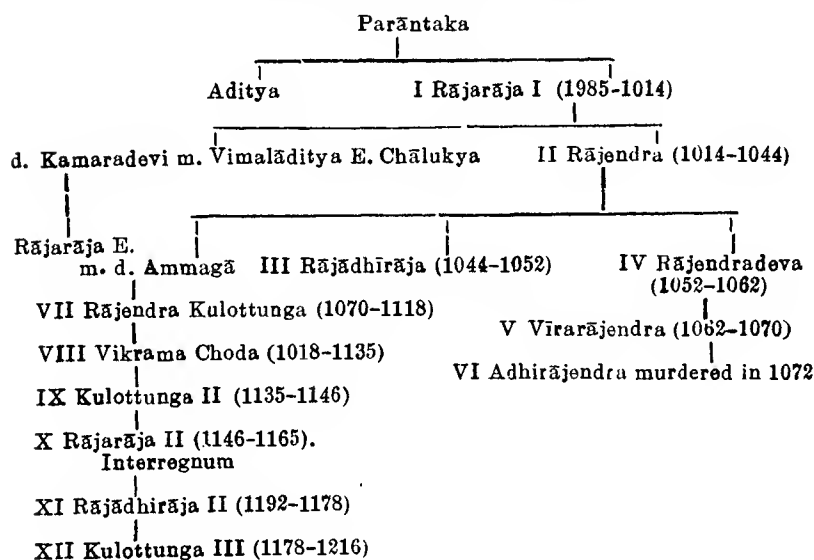 Parāntaka
Aditya I Rājarāja I (1985-1014)
d. Kamaradevi m. Vimalāditya E. Chālukya II Rājendra (1014-1044)
Rājarāja E.
m. d. Ammagā III Rājādhīrāja (1044-1052) IV Rājendradeva
(1052-1062)
VII Rājendra Kulottunga (1070-1118)
V Vīrarājendra (1062-1070)
VIII Vikrama Choda (1018-1135)
VI Adhirājendra murdered in 1072
IX Kulottunga II (1135-1146)
X Rājarāja II (1146-1165).
Interregnum
XI Rājādhirāja II (1192-1178)
XII Kulottunga III (1178-1216)